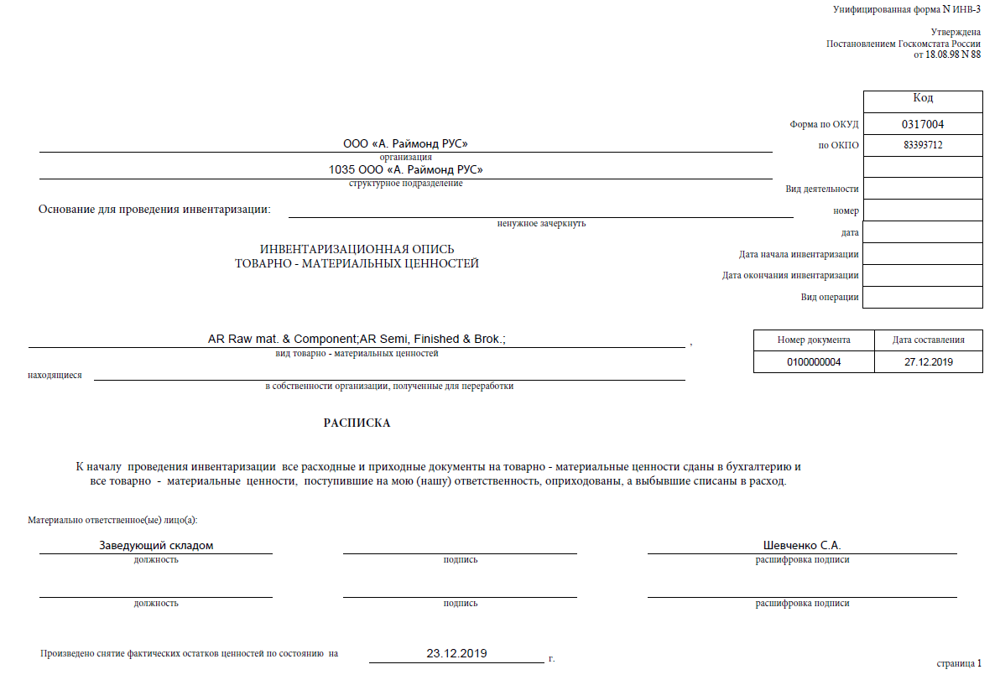 Унифицированная форма N ИНВ-3
Утверждена
Постановлением Госкомстата России
от 18.08.98 N 88
Код
Форма по ОКУД 0317004
ООО «А. Раймонд РУС» по ОКПО 83393712
организация
1035 ООО «А. Раймонд РУС»
структурное подразделение
Вид деятельности
Основание для проведения инвентаризации: номер
ненужное зачеркнуть
дата
ИНВЕНТАРИЗАЦИОННАЯ ОПИСЬ
Дата начала инвентаризации
ТОВАРНО - МАТЕРИАЛЬНЫХ ЦЕННОСТЕЙ
Дата окончания инвентаризации
Вид операции
AR Raw mat. & Component;AR Semi, Finished & Brok.; , Номер документа Дата составления
вид товарно - материальных ценностей
0100000004 27.12.2019
находящиеся
в собственности организации, полученные для переработки
РАСПИСКА
К началу проведения инвентаризации все расходные и приходные документы на товарно - материальные ценности сданы в бухгалтерию и
все товарно - материальные ценности, поступившие на мою (нашу) ответственность, оприходованы, а выбывшие списаны в расход.
Материально ответственное(ые) лицо(а):
Заведующий складом Шевченко С.А.
должность подпись расшифровка подписи
должность подпись расшифровка подписи
Произведено снятие фактических остатков ценностей по состоянию на 23.12.2019 г.
страница 1